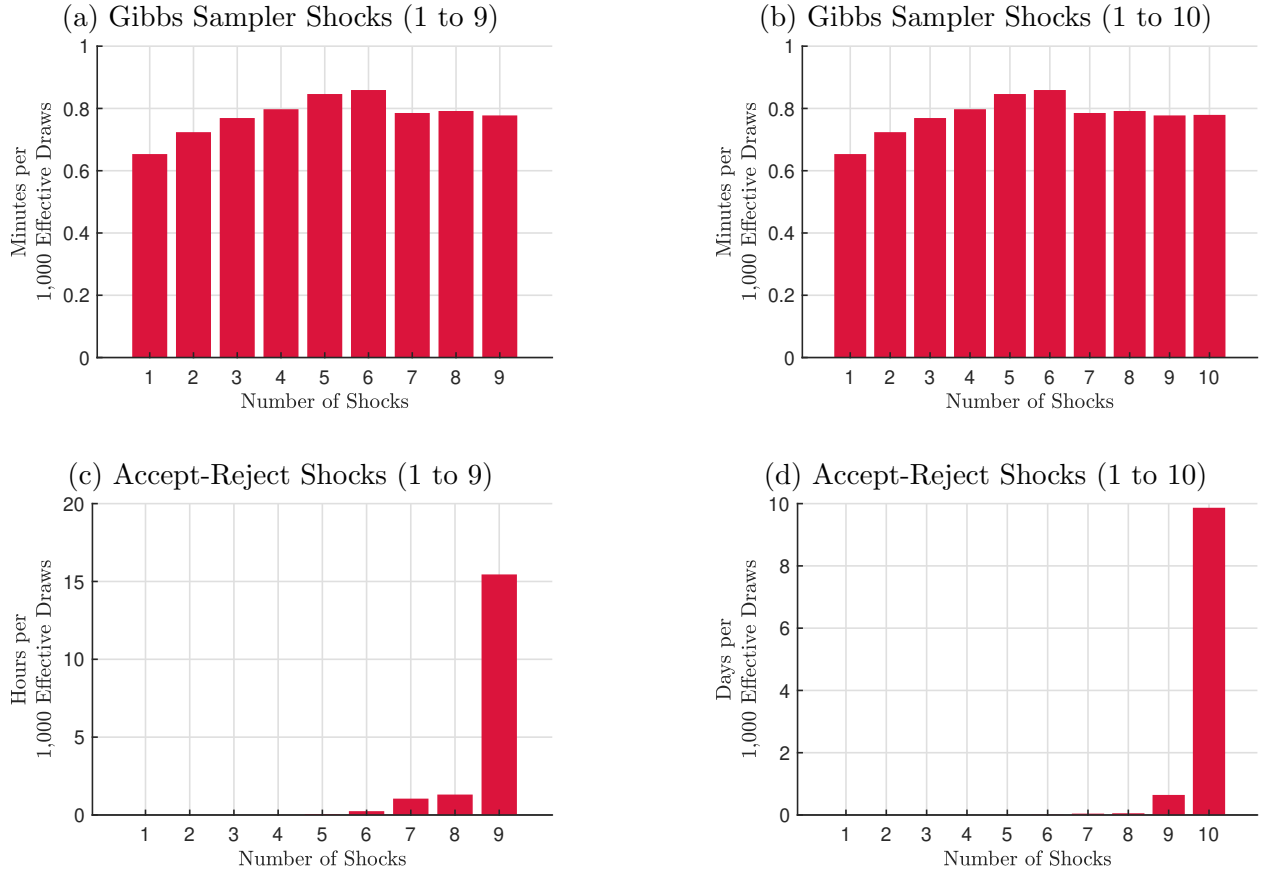 (a) Gibbs Sampler Shocks (1 to 9)
Minutes per
1,000 Effective Draws
1
0.8
0.6
0.4
0.2
0
1 2 3 4 5 6 7 8 9
Number of Shocks
(b) Gibbs Sampler Shocks (1 to 10)
Minutes per
1,000 Effective Draws
1
0.8
0.6
0.4
0.2
0
1 2 3 4 5 6 7 8 9 10
Number of Shocks
(c) Accept-Reject Shocks (1 to 9)
Hours per
1,000 Effective Draws
20
15
10
5
0
1 2 3 4 5 6 7 8 9
Number of Shocks
(d) Accept-Reject Shocks (1 to 10)
Days per
1,000 Effective Draws
10
8
6
4
2
0
1 2 3 4 5 6 7 8 9 10
Number of Shocks